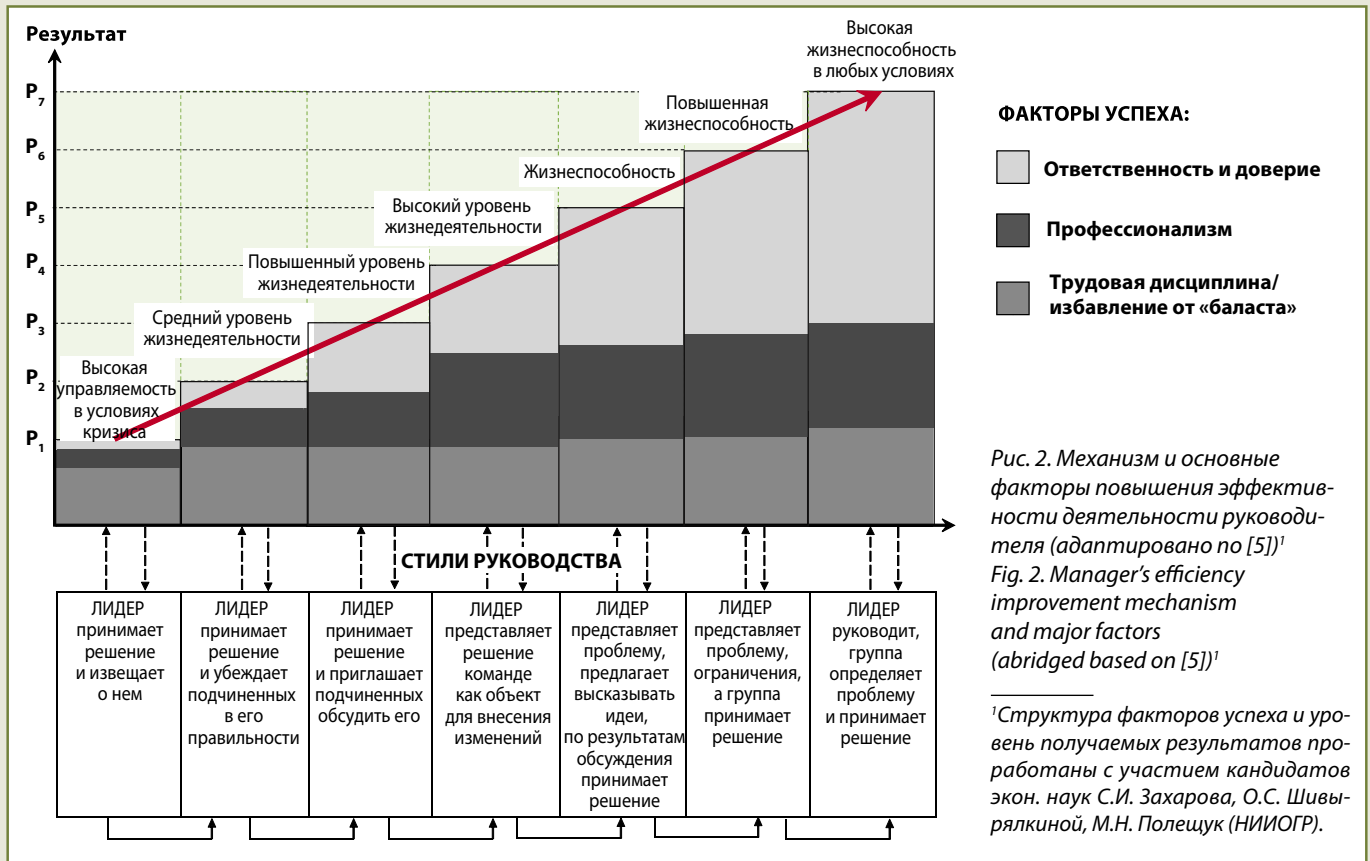 Результат
P7
P6
P5
P4
P3
P2
P1
Высокая
управляемость
в условиях
кризиса
Средний уровень
жизнедеятельности
Повышенный уровень
жизнедеятельности
Высокий уровень
жизнедеятельности
Жизнеспособность
Повышенная
жизнеспособность
Высокая
жизнеспособность
в любых условиях
ФАКТОРЫ УСПЕХА:
Ответственность и доверие
Профессионализм
Трудовая дисциплина/
избавление от «баласта»
СТИЛИ РУКОВОДСТВА
ЛИДЕР
принимает
решение
и извещает
о нем
ЛИДЕР
принимает
решение
и убеждает
подчиненных
в его
правильности
ЛИДЕР
принимает
решение
и приглашает
подчиненных
обсудить его
ЛИДЕР
представляет
решение
команде
как объект
для внесения
изменений
ЛИДЕР
представляет
проблему,
предлагает
высказывать
идеи,
по результатам
обсуждения
принимает
решение
ЛИДЕР
представляет
проблему,
ограничения,
а группа
принимает
решение
ЛИДЕР
руководит,
группа
определяет
проблему
и принимает
решение
Рис. 2. Механизм и основные
факторы повышения эффектив-
ности деятельности руководи-
теля (адаптировано по [5])1
Fig. 2. Manager's efficiency
improvement mechanism
and major factors
(abridged based on [5])1
1Структура факторов успеха и уро-
вень получаемых результатов про-
работаны с участием кандидатов
экон. наук С.И. Захарова, О.С. Шивы-
рялкиной, М.Н. Полещук (НИИОГР).